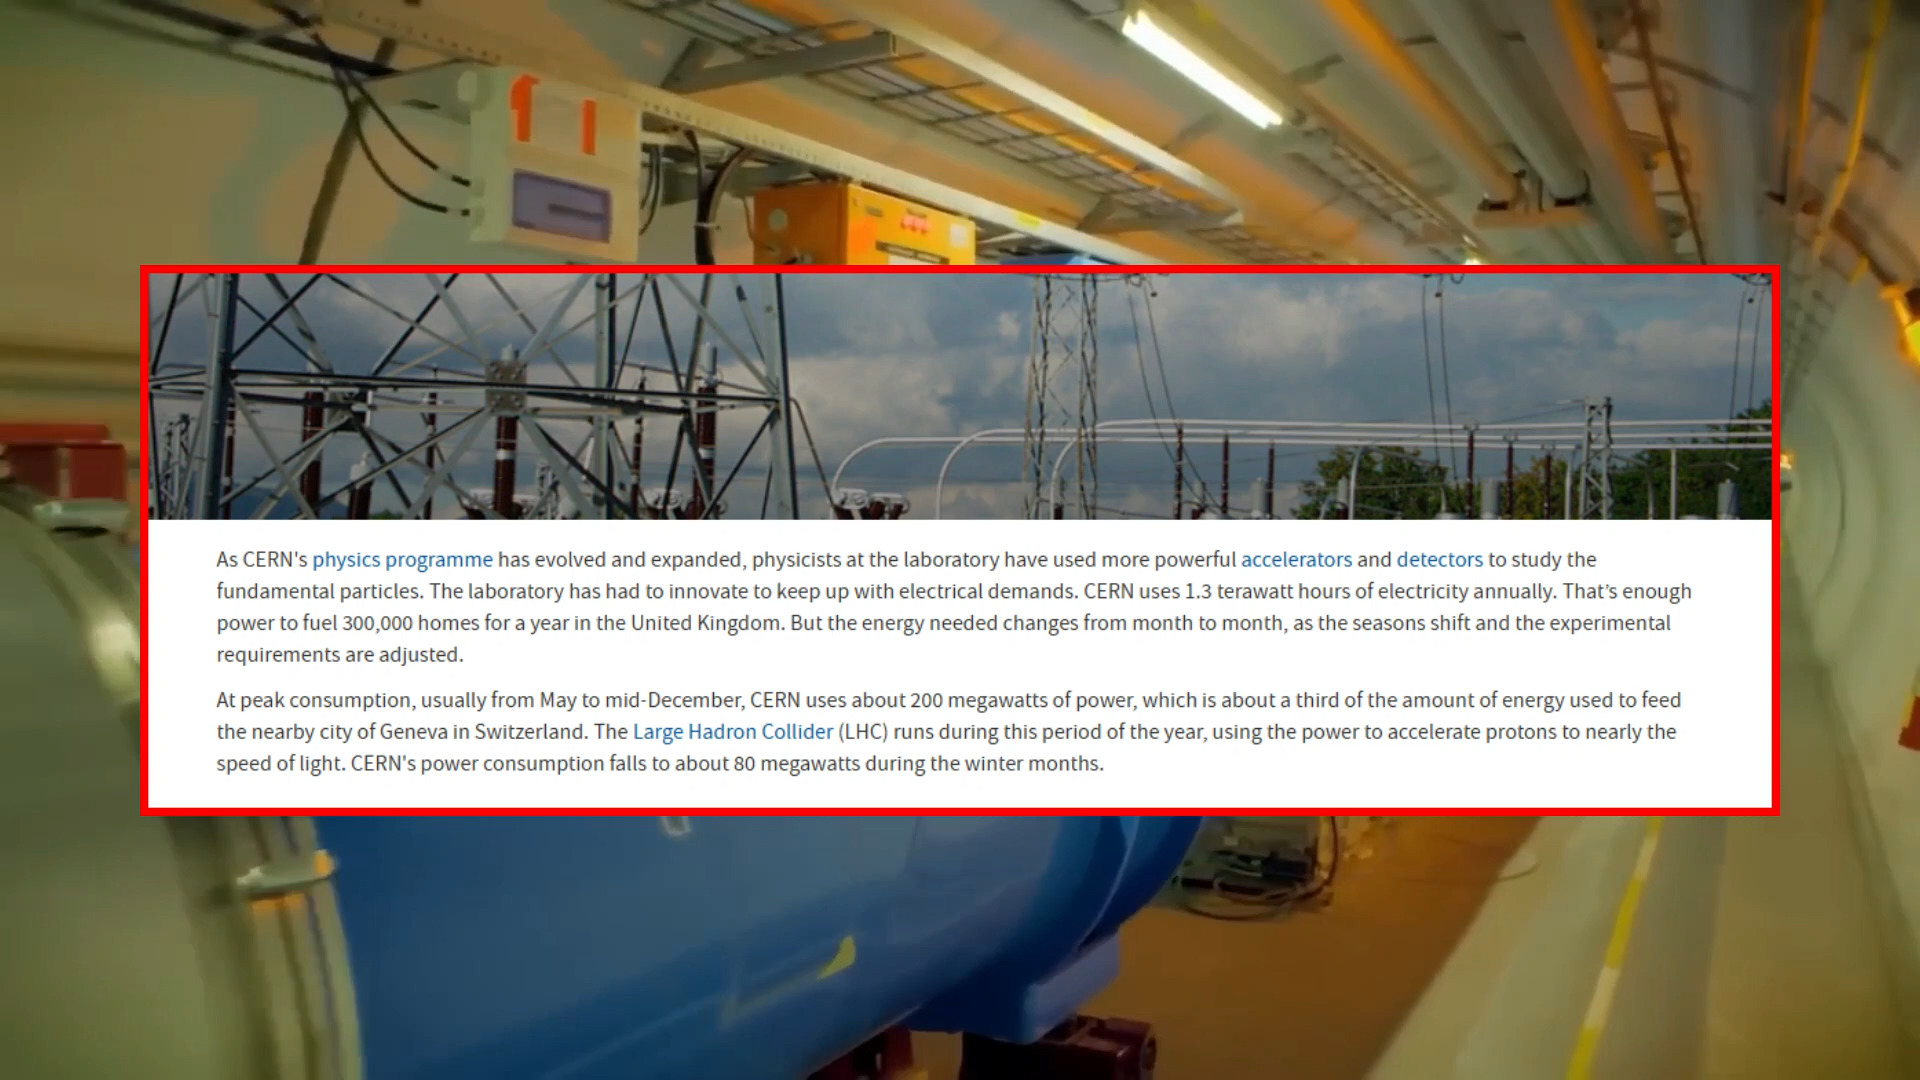 As CERN's physics programme has evolved and expanded, physicists at the laboratory have used more powerful accelerators and detectors to study the
fundamental particles. The laboratory has had to innovate to keep up with electrical demands. CERN uses 1.3 terawatt hours of electricity annually. That’s enough
power to fuel 300,000 homes for a year in the United Kingdom. But the energy needed changes from month to month, as the seasons shift and the experimental
requirements are adjusted.
At peak consumption, usually from May to mid-December, CERN uses about 200 megawatts of power, which is about a third of the amount of energy used to feed
the nearby city of Geneva in Switzerland. The Large Hadron Collider (LHC) runs during this period of the year, using the power to accelerate protons to nearly the
speed of light. CERN's power consumption falls to about 80 megawatts during the winter months.